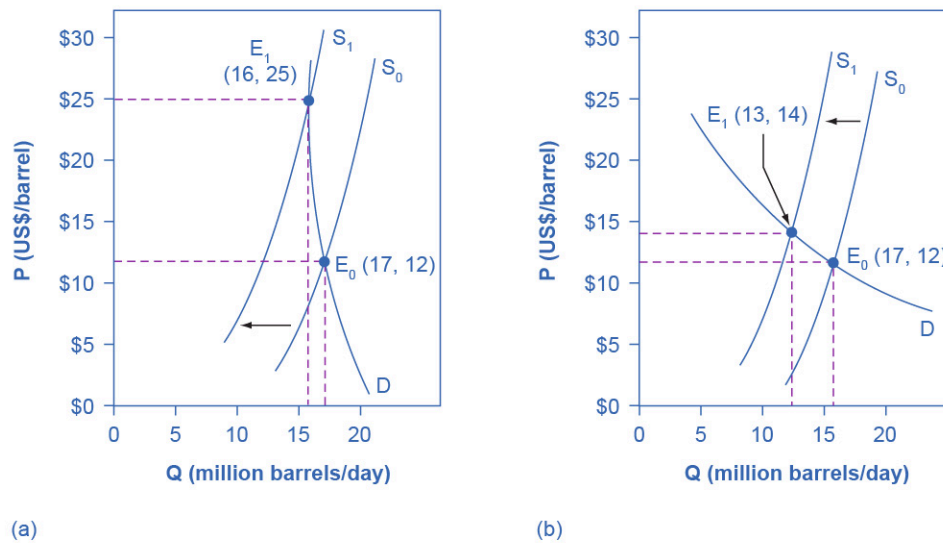 $30
$25
$20
$15
$10
$5
$0
P (US$/barrel)
0 5 10 15 20
Q (million barrels/day)
E₁
(16, 25)
S₁
S₀
E₀ (17, 12)
D
(a)
$30
$25
$20
$15
$10
$5
$0
P (US$/barrel)
0 5 10 15 20
Q (million barrels/day)
S₁
S₀
E₁ (13, 14)
E₀ (17, 12)
D
(b)